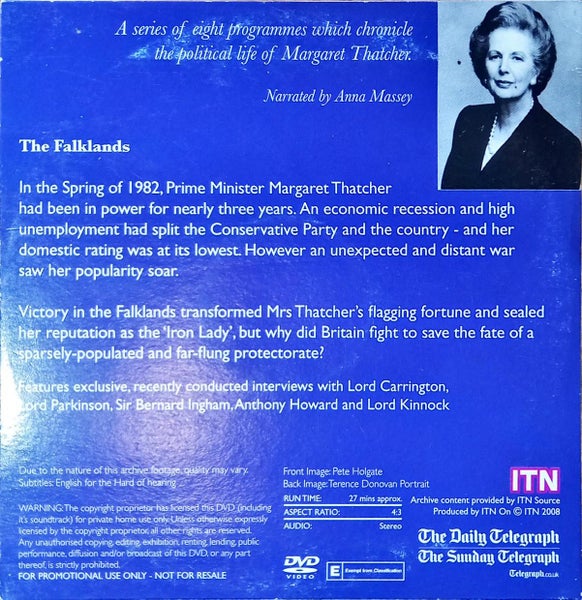 A series of eight programmes which chronicle
the political life of Margaret Thatcher.
Narrated by Anna Massey
The Falklands
In the Spring of 1982, Prime Minister Margaret Thatcher
had been in power for nearly three years. An economic recession and high
unemployment had split the Conservative Party and the country - and her
domestic rating was at its lowest. However an unexpected and distant war
saw her popularity soar.
Victory in the Falklands transformed Mrs Thatcher's flagging fortune and sealed
her reputation as the 'Iron Lady', but why did Britain fight to save the fate of a
sparsely-populated and far-flung protectorate?
Features exclusive, recently conducted interviews with Lord Carrington,
Lord Parkinson, Sir Bernard Ingham, Anthony Howard and Lord Kinnock
Due to the nature of this archive footage, quality may vary.
Subtitles: English for the Hard of hearing
WARNING: The copyright proprietor has licensed this DVD (including
it's soundtrack) for private home use only. Unless otherwise expressly
licensed by the copyright proprietor, all other rights are reserved.
Any unauthorised copying, editing, exhibition, renting, lending, public
performance, diffusion and/or broadcast of this DVD, or any part
thereof, is strictly prohibited.
FOR PROMOTIONAL USE ONLY - NOT FOR RESALE
Front Image: Pete Holgate
Back Image: Terence Donovan Portrait
RUN TIME: 27 mins approx.
ASPECT RATIO: 4:3
AUDIO: Stereo
DVD
VIDEO
E Exempt from Classification
ITN
Archive content provided by ITN Source
Produced by ITN On © ITN 2008
The Daily Telegraph
The Sunday Telegraph
Telegraph.co.uk